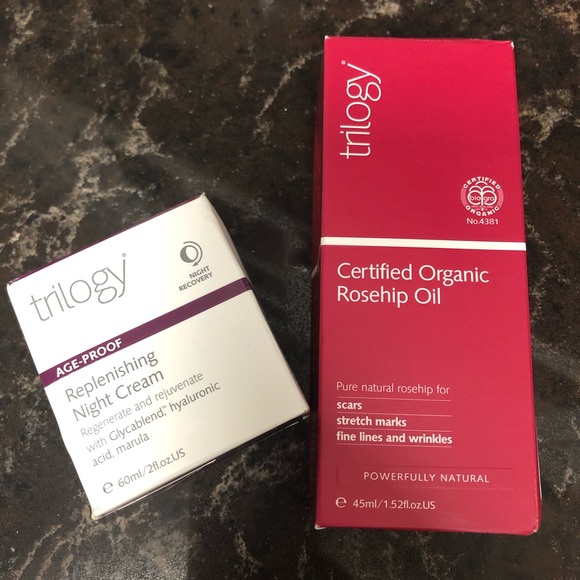 trilogy®
NIGHT
RECOVERY
AGE-PROOF
Replenishing
Night Cream
Regenerate and rejuvenate
with Glycablend,™ hyaluronic
acid, marula
e 60ml/2fl.oz.US
trilogy®
CERTIFIED
biogro
ORGANIC
No.4381
Certified Organic
Rosehip Oil
Pure natural rosehip for
scars
stretch marks
fine lines and wrinkles
POWERFULLY NATURAL
e 45ml/1.52fl.oz.US